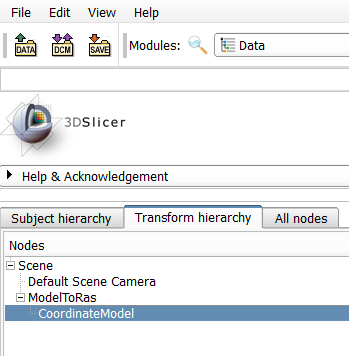 File Edit View Help
DATA DCM SAVE Modules: Data
3DSlicer
Help & Acknowledgement
Subject hierarchy Transform hierarchy All nodes
Nodes
Scene
Default Scene Camera
ModelToRas
CoordinateModel